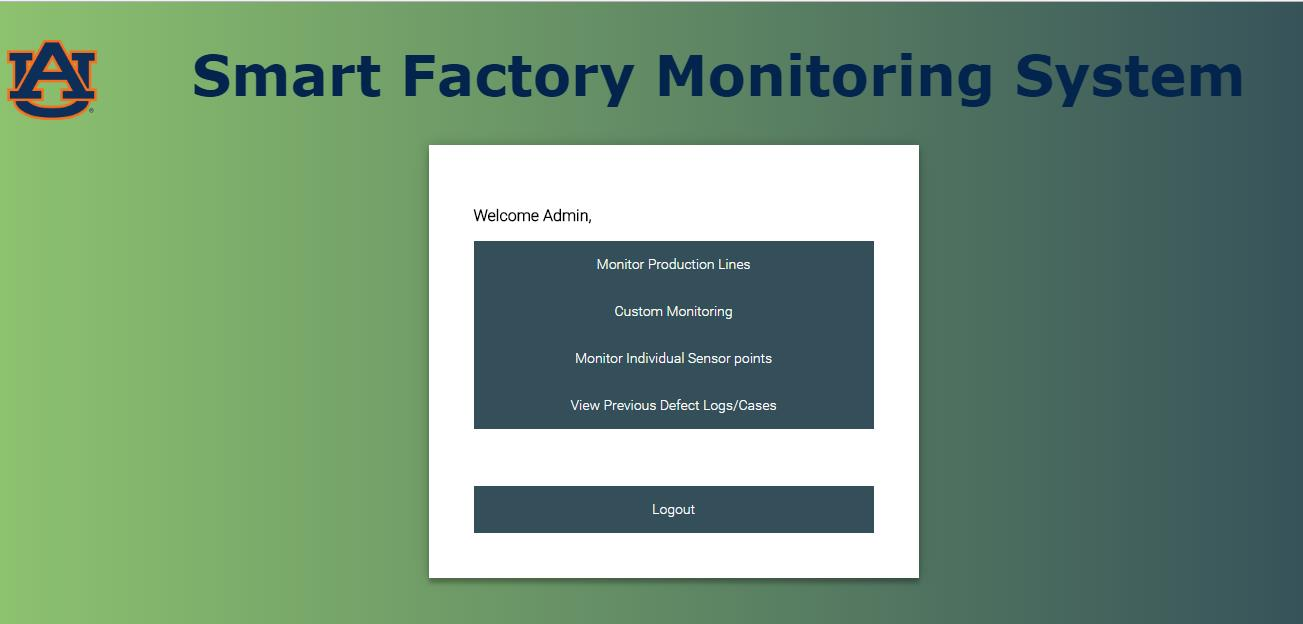 AU
Smart Factory Monitoring System
Welcome Admin,
Monitor Production Lines
Custom Monitoring
Monitor Individual Sensor points
View Previous Defect Logs/Cases
Logout